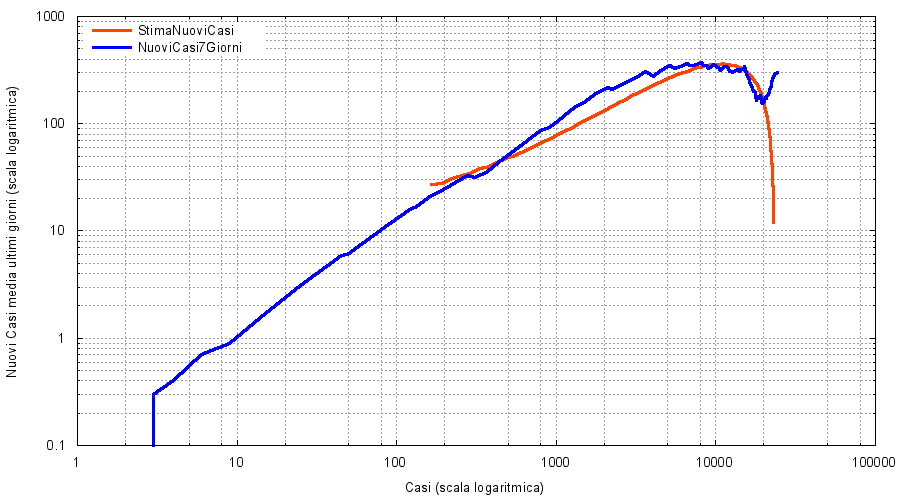 1000
StimaNuoviCasi
NuoviCasi7Giorni
100
10
1
0.1
Nuovi Casi media ultimi giorni (scala logaritmica)
1 10 100 1000 10000 100000
Casi (scala logaritmica)